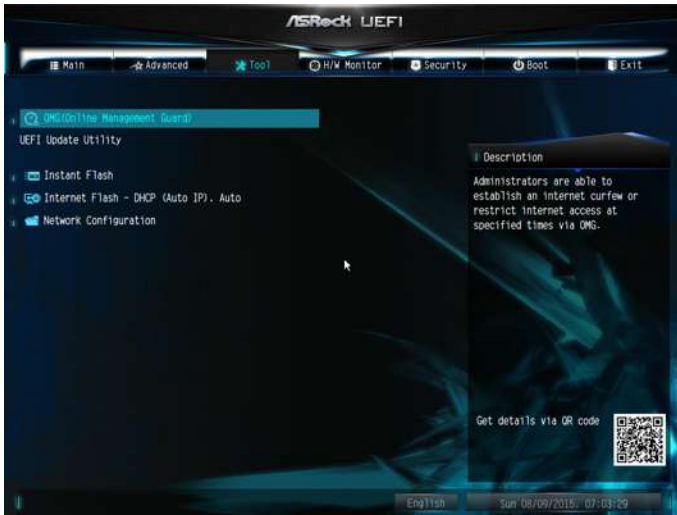 ASRock UEFI
Main Advanced Tool H/W Monitor Security Boot Exit
OMG(Online Management Guard)
UEFI Update Utility
Instant Flash
Internet Flash - DHCP (Auto IP). Auto
Network Configuration
Description
Administrators are able to
establish an internet curfew or
restrict internet access at
specified times via OMG.
Get details via QR code
English Sun 08/09/2015. 07:03:29